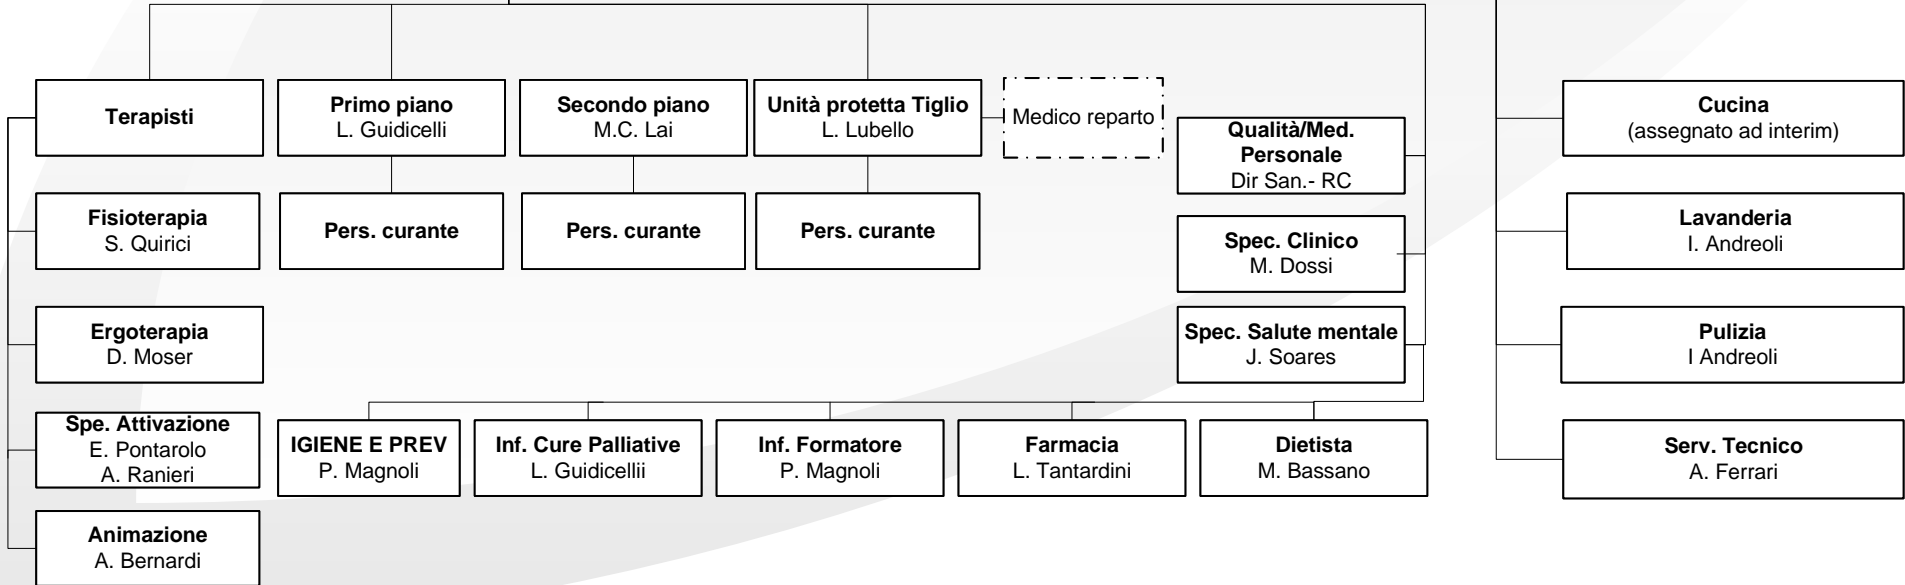 Terapisti
Primo piano
L. Guidicelli
Secondo piano
M.C. Lai
Unità protetta Tiglio
L. Lubello
Medico reparto
Qualità/Med.
Personale
Dir San.- RC
Cucina
(assegnato ad interim)
Fisioterapia
S. Quirici
Pers. curante
Pers. curante
Pers. curante
Spec. Clinico
M. Dossi
Lavanderia
I. Andreoli
Ergoterapia
D. Moser
Spec. Salute mentale
J. Soares
Pulizia
I Andreoli
Spe. Attivazione
E. Pontarolo
A. Ranieri
IGIENE E PREV
P. Magnoli
Inf. Cure Palliative
L. Guidicellii
Inf. Formatore
P. Magnoli
Farmacia
L. Tantardini
Dietista
M. Bassano
Serv. Tecnico
A. Ferrari
Animazione
A. Bernardi